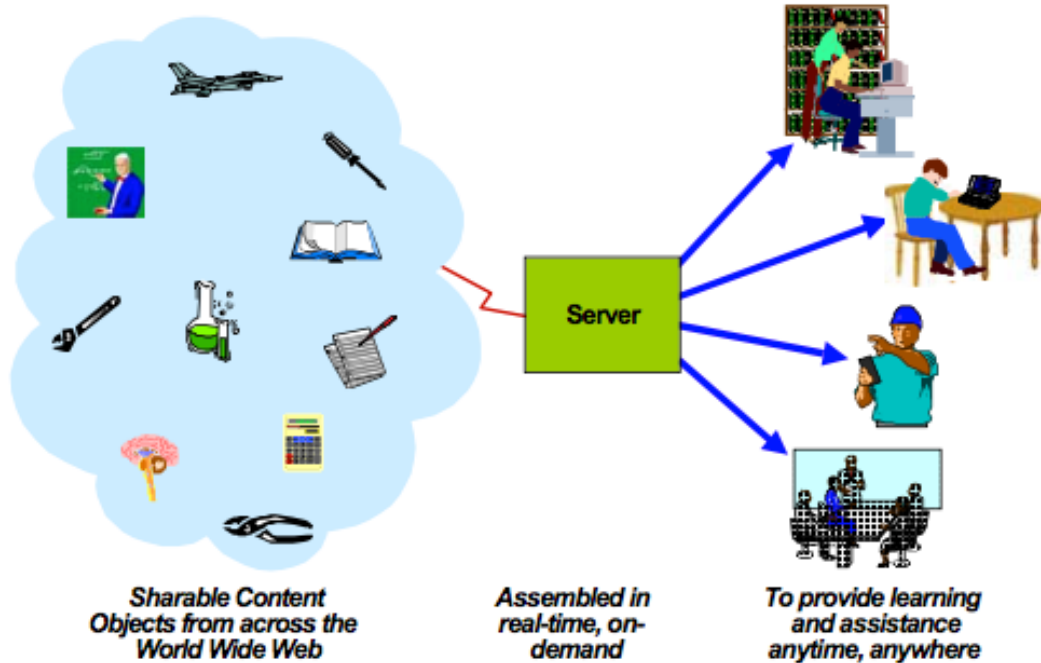 Server
Sharable Content
Objects from across the
World Wide Web
Assembled in
real-time, on-
demand
To provide learning
and assistance
anytime, anywhere